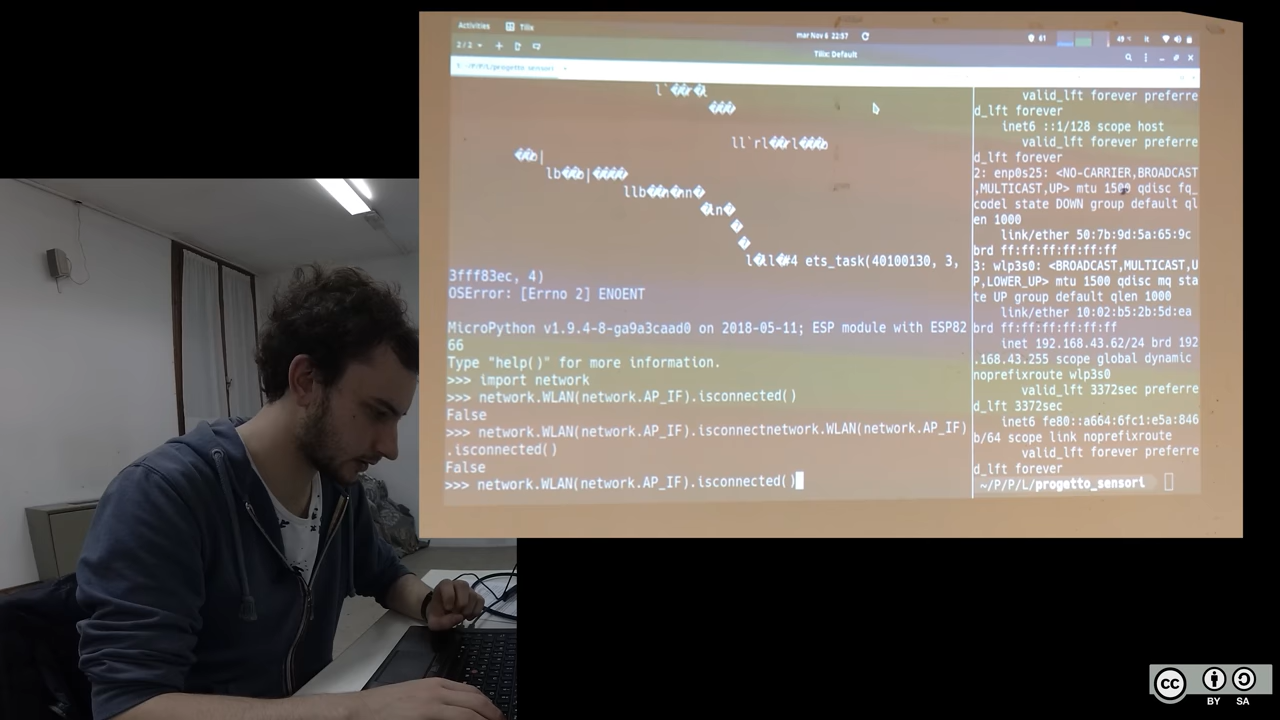 Activities Tilix
mar Nov 6 22:57
61
49
it
2/2
Tilix: Default
~/P/P/L/progetto_sensori
ets_task(40100130, 3,
3fff83ec, 4)
OSError: [Errno 2] ENOENT
MicroPython v1.9.4-8-ga9a3caad0 on 2018-05-11; ESP module with ESP82
66
Type "help()" for more information.
>>> import network
>>> network.WLAN(network.AP_IF).isconnected()
False
>>> network.WLAN(network.AP_IF).isconnectnetwork.WLAN(network.AP_IF)
.isconnected()
False
>>> network.WLAN(network.AP_IF).isconnected()
valid_lft forever preferre
d_lft forever
inet6 ::1/128 scope host
valid_lft forever preferre
d_lft forever
2: enp0s25: <NO-CARRIER,BROADCAST
,MULTICAST,UP> mtu 1500 qdisc fq_
codel state DOWN group default ql
en 1000
link/ether 50:7b:9d:5a:65:9c
brd ff:ff:ff:ff:ff:ff
3: wlp3s0: <BROADCAST,MULTICAST,U
P,LOWER_UP> mtu 1500 qdisc mq sta
te UP group default qlen 1000
link/ether 10:02:b5:2b:5d:ea
brd ff:ff:ff:ff:ff:ff
inet 192.168.43.62/24 brd 192
.168.43.255 scope global dynamic
noprefixroute wlp3s0
valid_lft 3372sec preferre
d_lft 3372sec
inet6 fe80::a664:6fc1:e5a:846
b/64 scope link noprefixroute
valid_lft forever preferre
d_lft forever
~/P/P/L/progetto_sensori
cc
BY SA